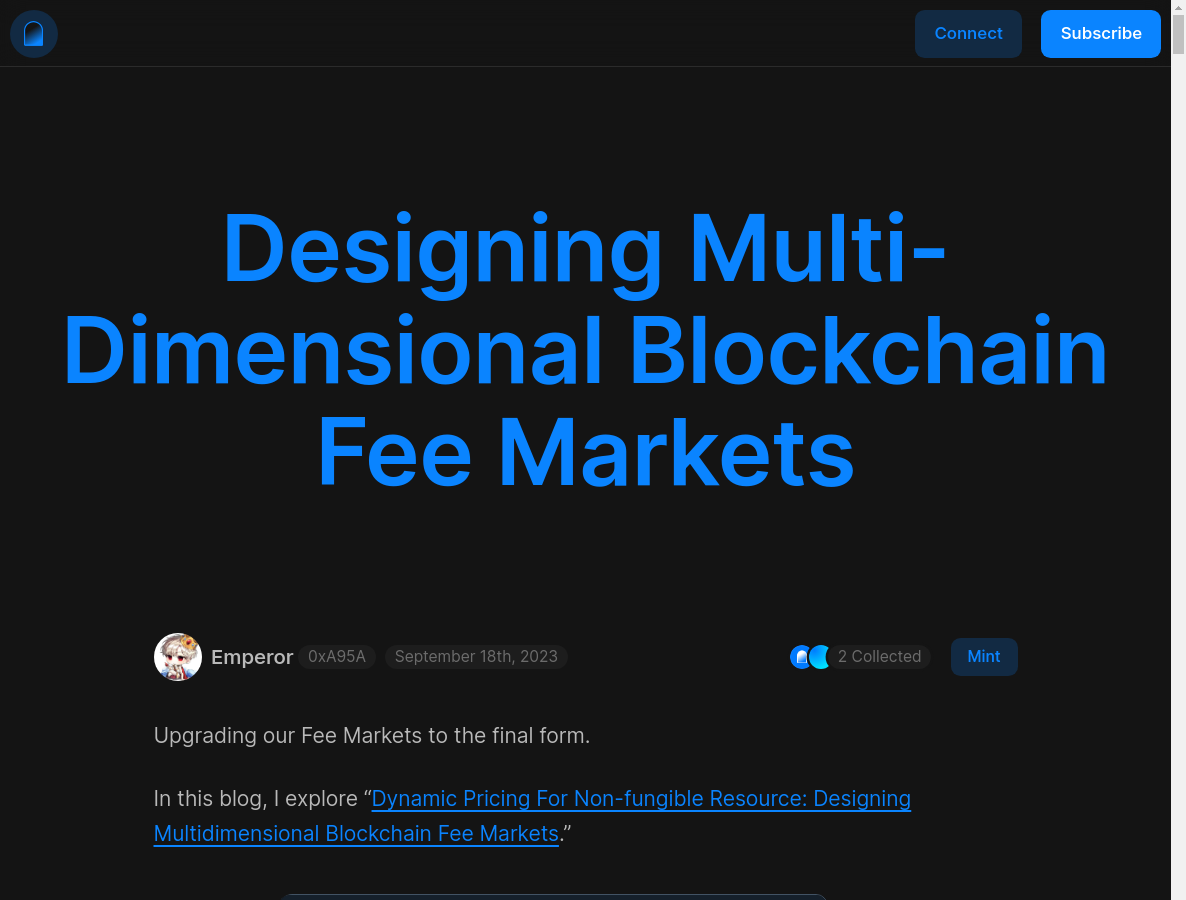 Connect
Subscribe
Designing Multi-
Dimensional Blockchain
Fee Markets
Emperor
0xA95A
September 18th, 2023
2 Collected
Mint
Upgrading our Fee Markets to the final form.
In this blog, I explore “Dynamic Pricing For Non-fungible Resource: Designing
Multidimensional Blockchain Fee Markets.”